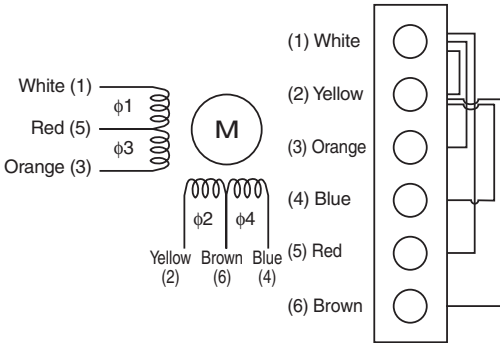 White (1)
ϕ1
Red (5)
ϕ3
Orange (3)
M
ϕ2 ϕ4
Yellow Brown Blue
(2) (6) (4)
(1) White
(2) Yellow
(3) Orange
(4) Blue
(5) Red
(6) Brown